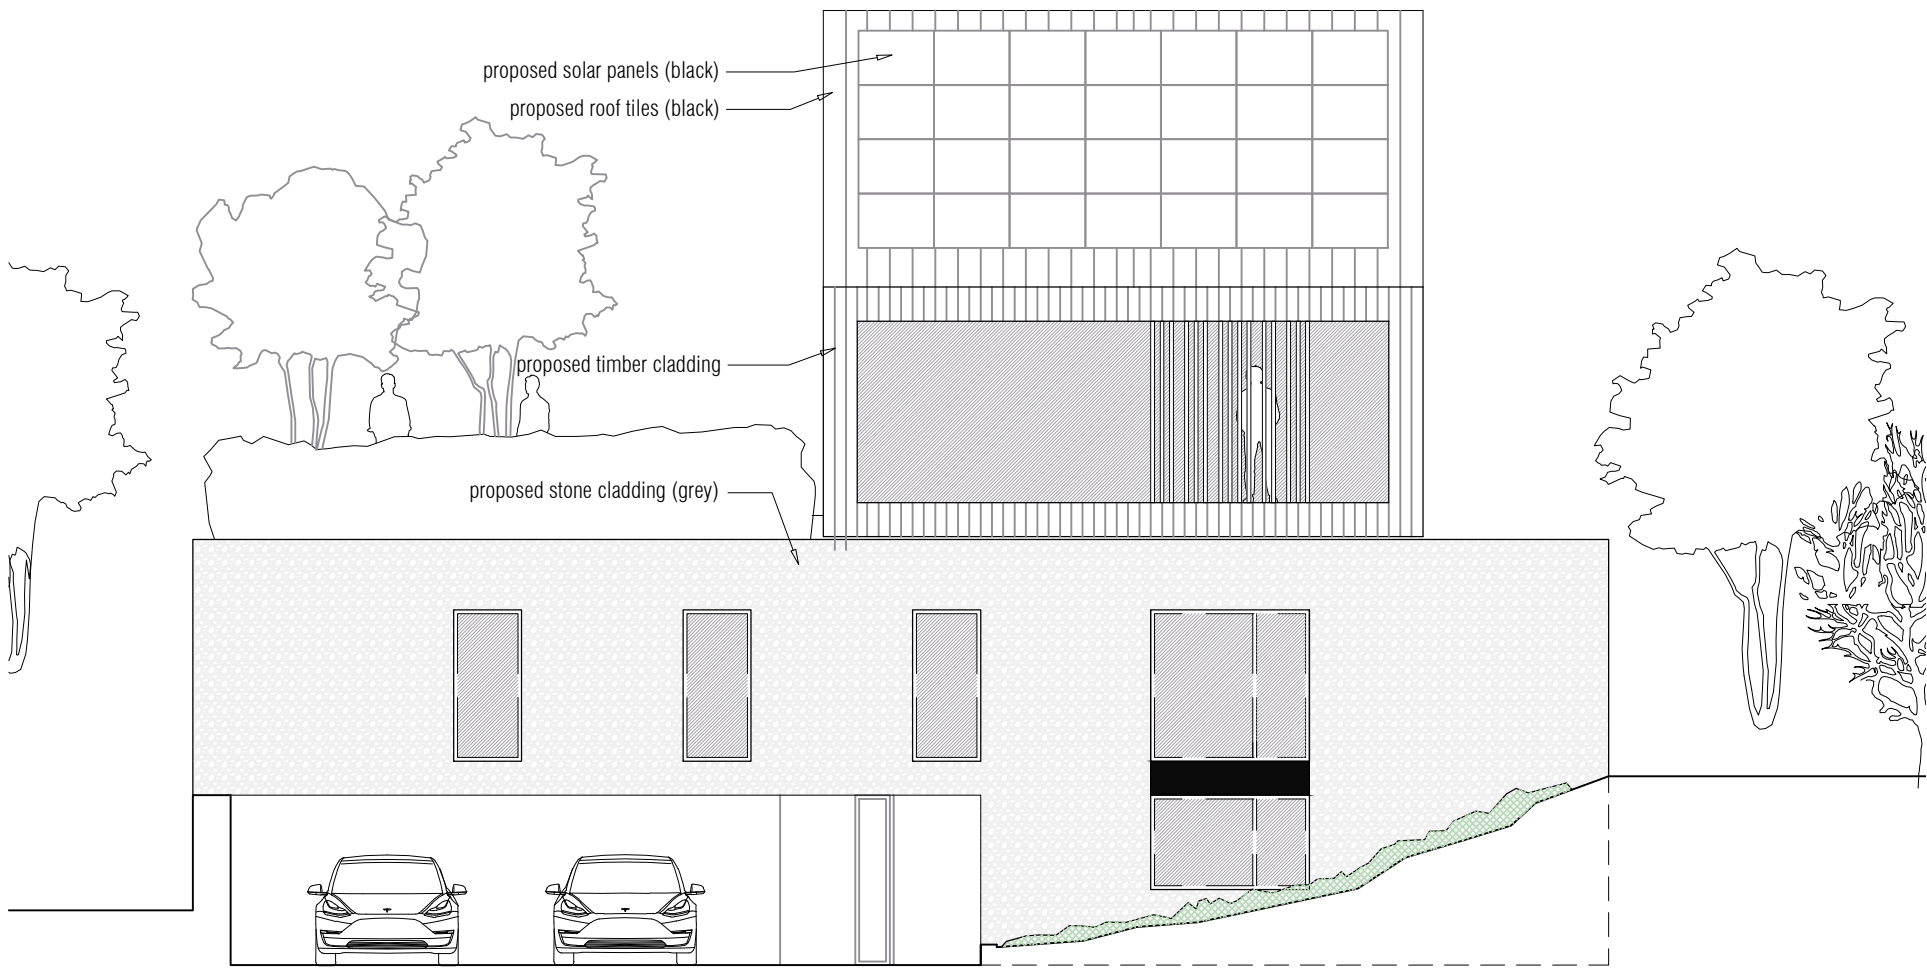 proposed solar panels (black)
proposed roof tiles (black)
proposed timber cladding
proposed stone cladding (grey)